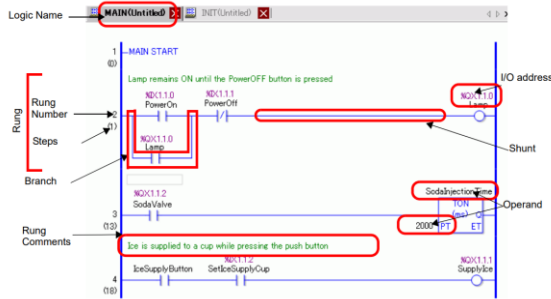 Logic Name
MAIN(Untitled)
INIT(Untitled)
1
MAIN START
(0)
Lamp remains ON until the PowerOFF button is pressed
%IX1.1.0
PowerOn
%IX1.1.1
PowerOff
%QX1.1.0
Lamp
I/O address
Rung
Rung
Number
2
Steps
(1)
%QX1.1.0
Lamp
Shunt
Branch
%QX1.1.2
SodaValve
SodaInjectionTime
TON
(ms) Q
Operand
3
(13)
2000
PT
ET
Rung
Comments
Ice is supplied to a cup while pressing the push button
IceSupplyButton
%QX1.1.2
SetIceSupplyCup
%QX1.1.1
SupplyIce
4
(18)